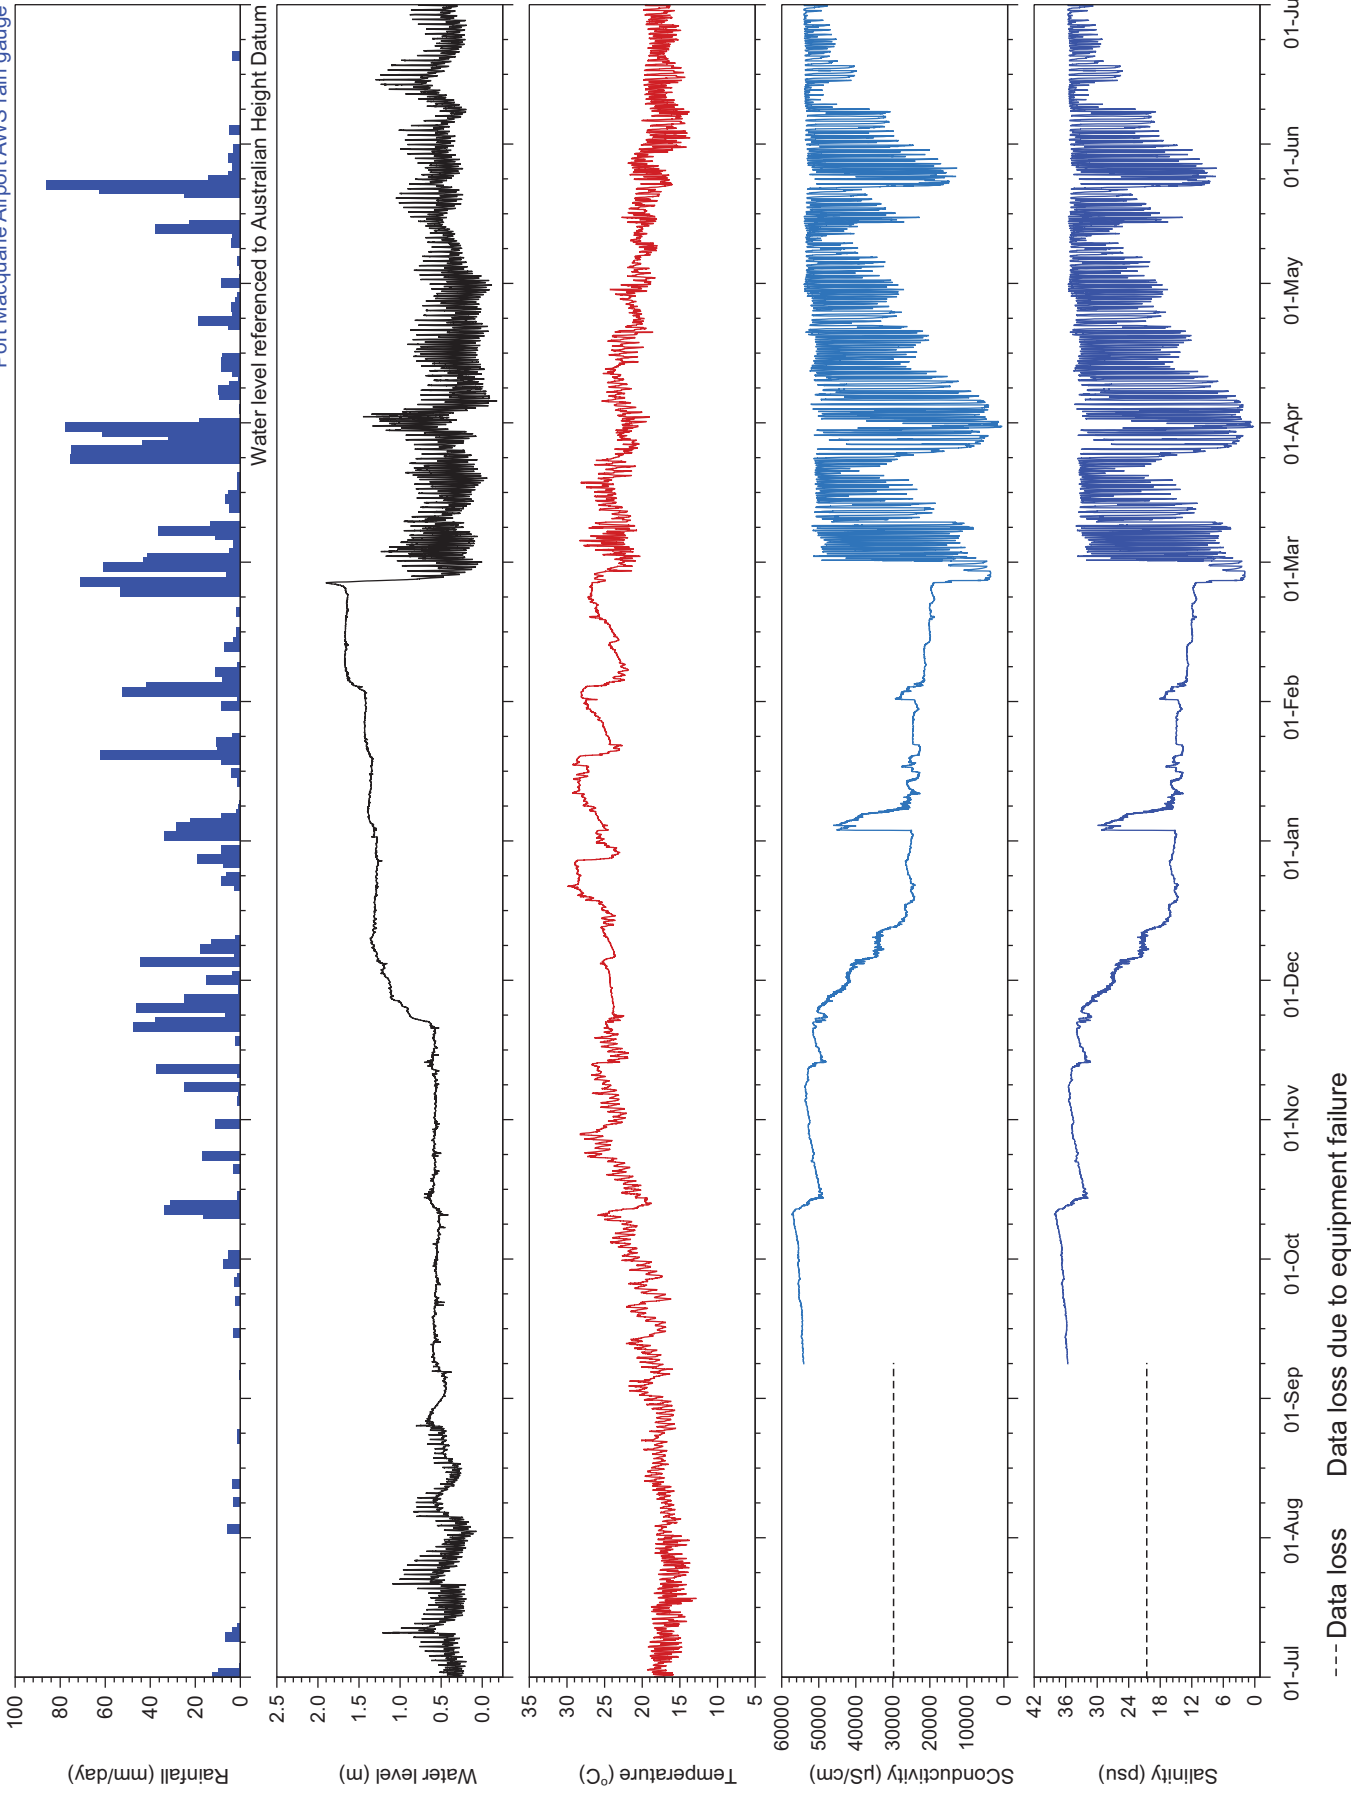 Port Macquarie Airport AWS rain gauge
Rainfall (mm/day)
100
80
60
40
20
0
Water level referenced to Australian Height Datum
Water level (m)
2.5
2.0
1.5
1.0
0.5
0.0
Temperature (°C)
35
30
25
20
15
10
5
SConductivity (µS/cm)
60000
50000
40000
30000
20000
10000
0
Salinity (psu)
42
36
30
24
18
12
6
0
01-Jul
01-Aug
01-Sep
01-Oct
01-Nov
01-Dec
01-Jan
01-Feb
01-Mar
01-Apr
01-May
01-Jun
01-Ju
Data loss Data loss due to equipment failure